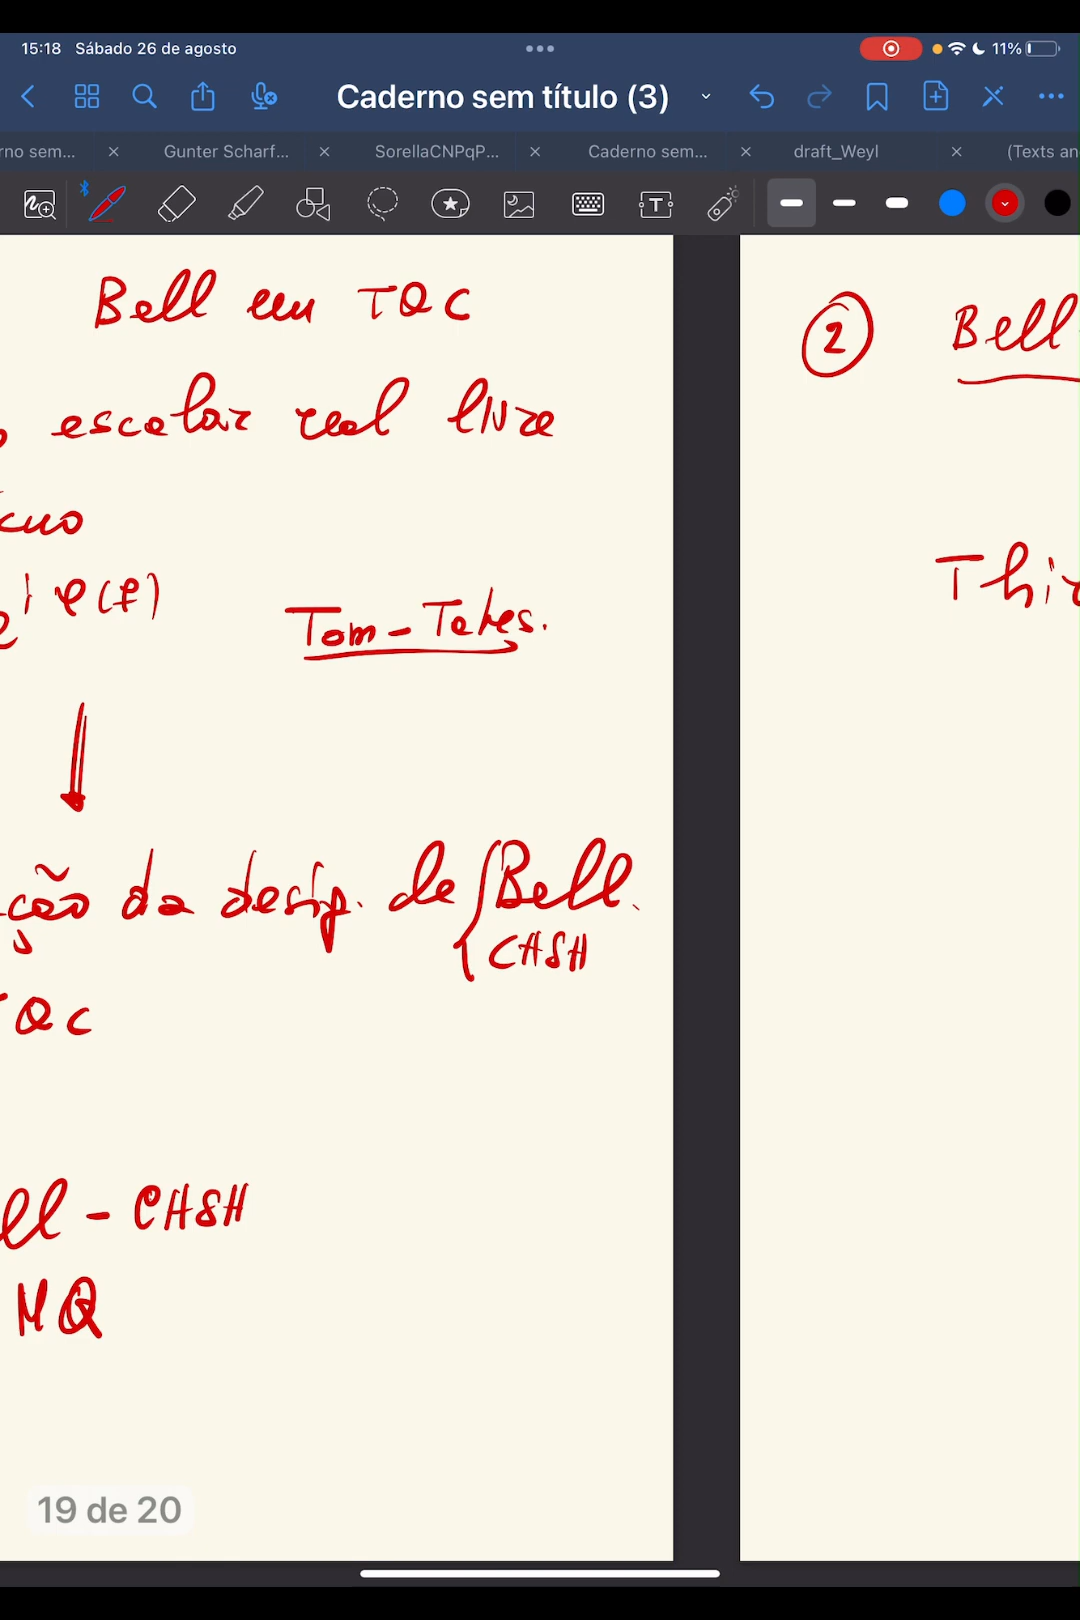 15:18 Sábado 26 de agosto
11%
Caderno sem título (3)
rno sem...
Gunter Scharf...
SorellaCNPqP...
Caderno sem...
draft_Weyl
(Texts an
T
Bell em TQC
escalar real livre
Tom-
ção da desig. de { Bell.
CHSH
TQC
ell - CHSH
MQ
19 de 20
2 Bell